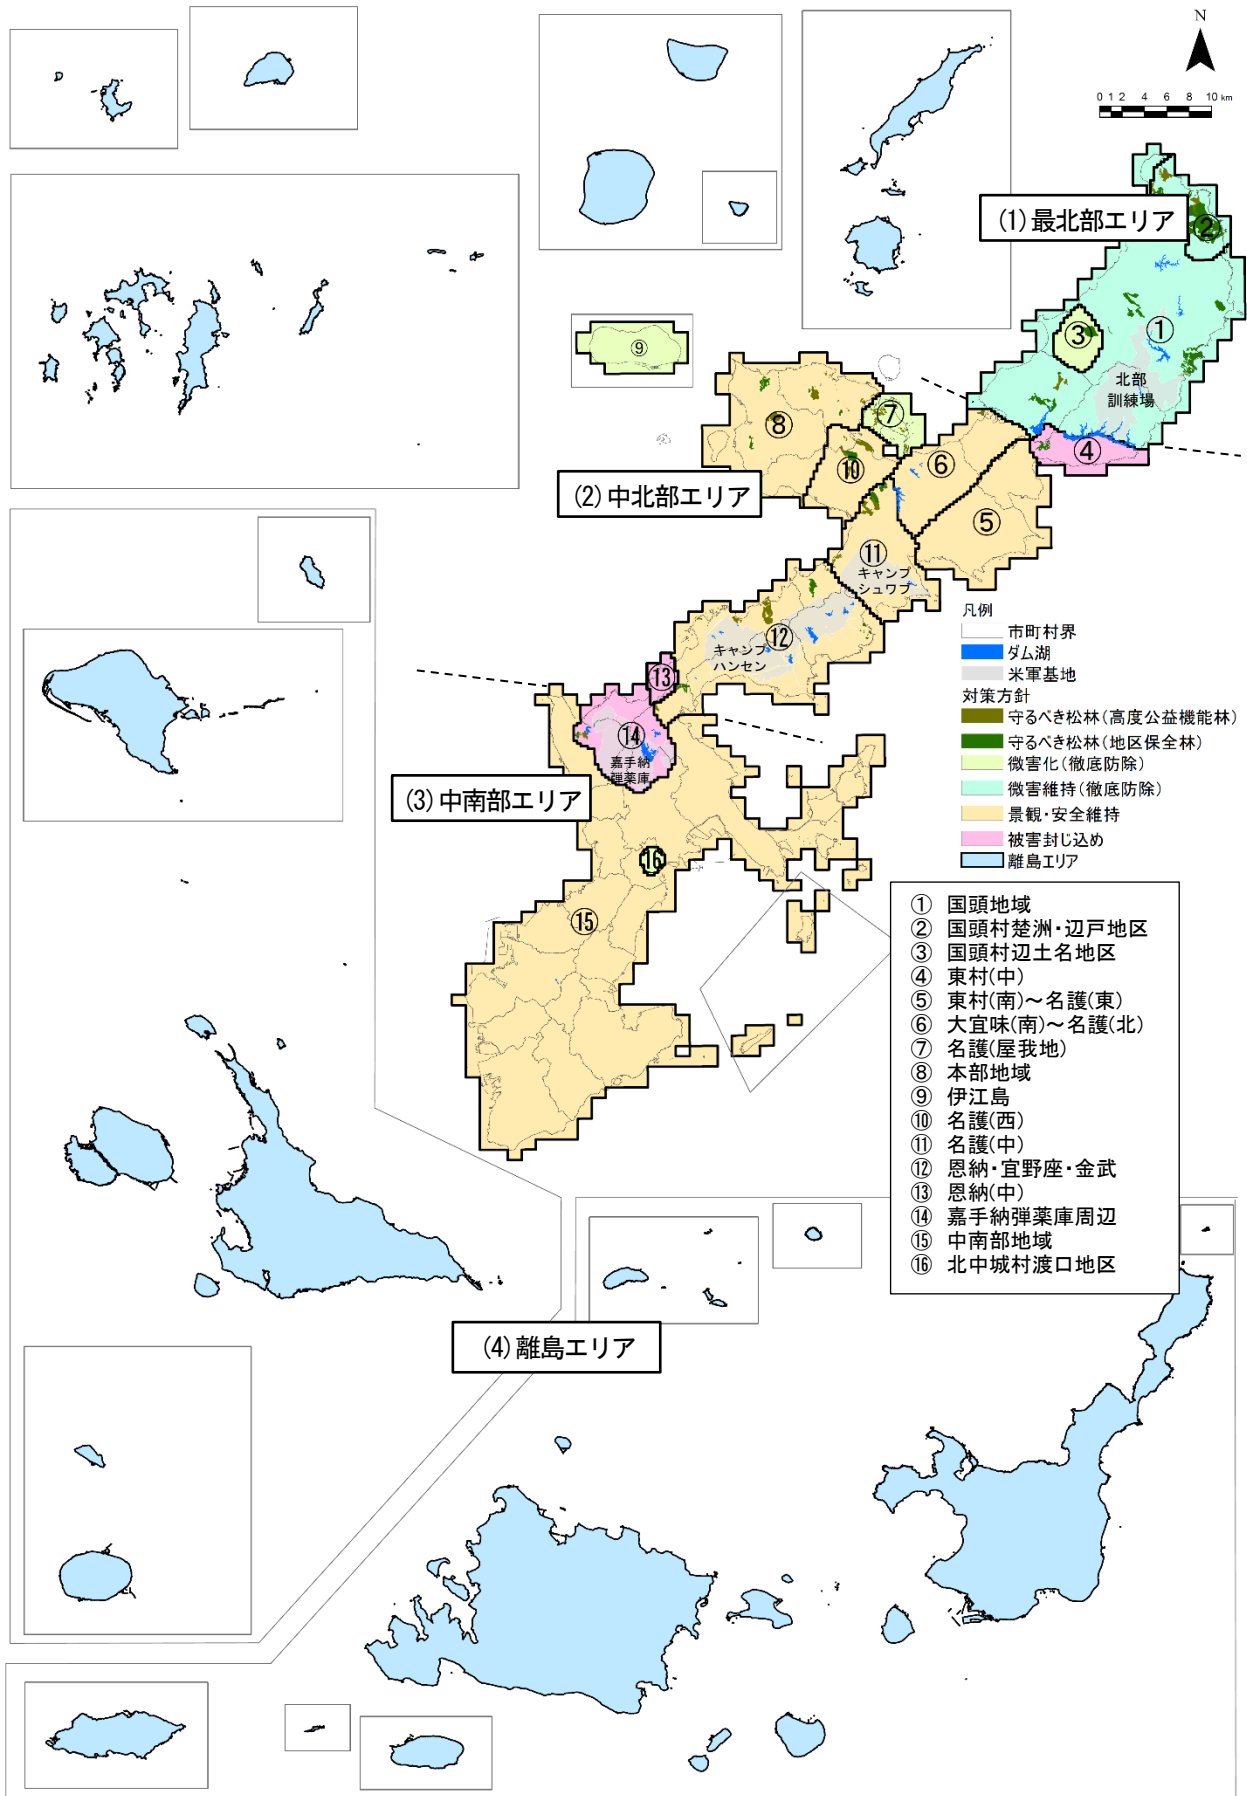 N
0 1 2 4 6 8 10 km
(1)最北部エリア
②
③
①
北部
訓練場
⑨
⑦
⑧
④
⑥
⑩
(2)中北部エリア
⑤
⑪
キャンプ
シュワブ
⑫
キャンプ
ハンセン
⑬
⑭
嘉手納
弾薬庫
(3)中南部エリア
⑯
⑮
凡例
市町村界
ダム湖
米軍基地
対策方針
守るべき松林(高度公益機能林)
守るべき松林(地区保全林)
微害化(徹底防除)
微害維持(徹底防除)
景観・安全維持
被害封じ込め
離島エリア
① 国頭地域
② 国頭村楚洲・辺戸地区
③ 国頭村辺土名地区
④ 東村(中)
⑤ 東村(南)～名護(東)
⑥ 大宜味(南)～名護(北)
⑦ 名護(屋我地)
⑧ 本部地域
⑨ 伊江島
⑩ 名護(西)
⑪ 名護(中)
⑫ 恩納・宜野座・金武
⑬ 恩納(中)
⑭ 嘉手納弾薬庫周辺
⑮ 中南部地域
⑯ 北中城村渡口地区
(4)離島エリア